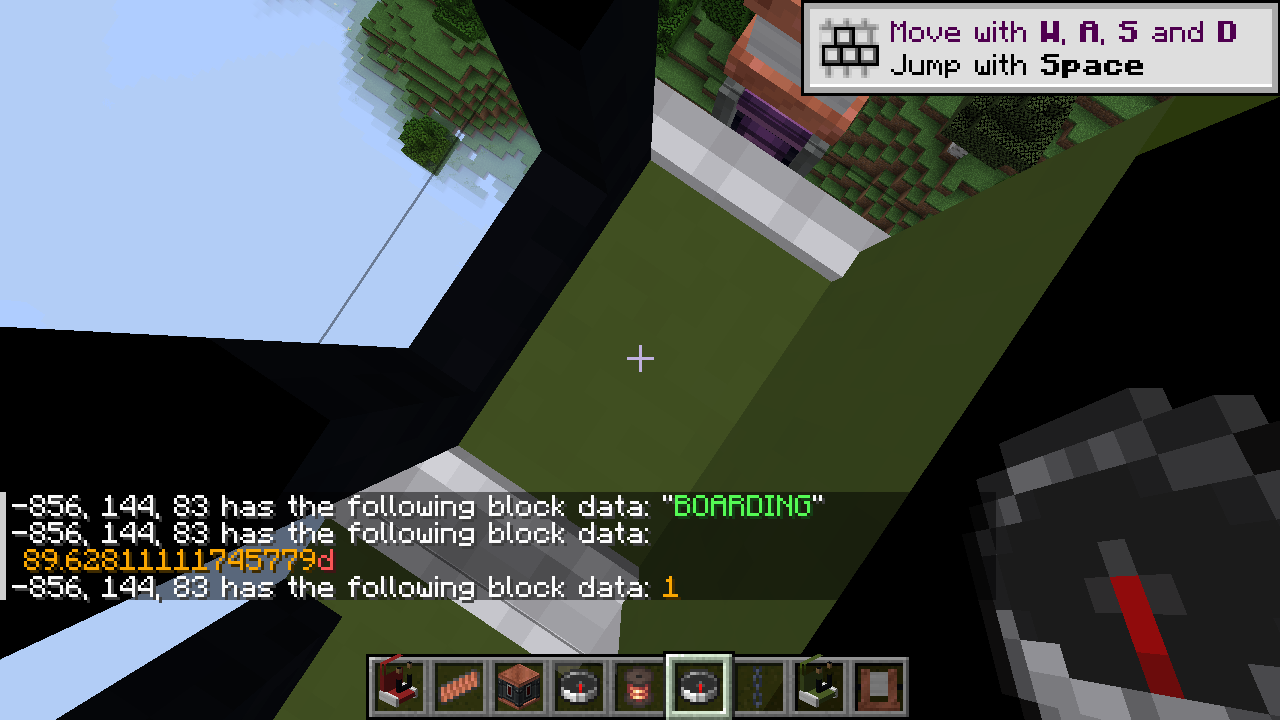 Move with W, A, S and D
Jump with Space
-856, 144, 83 has the following block data: "BOARDING"
-856, 144, 83 has the following block data:
89.62811111745779d
-856, 144, 83 has the following block data: 1